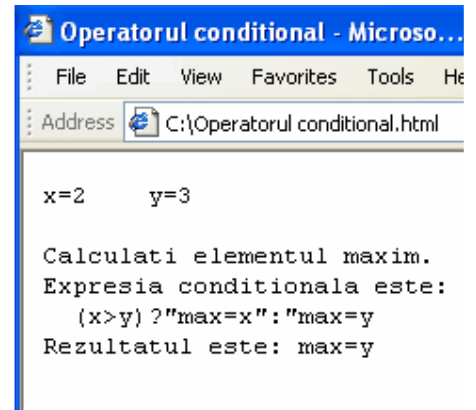 Operatorul conditional - Microso...
File Edit View Favorites Tools He
Address C:\Operatorul conditional.html
x=2 y=3
Calculati elementul maxim.
Expresia conditionala este:
(x>y)?"max=x":"max=y
Rezultatul este: max=y